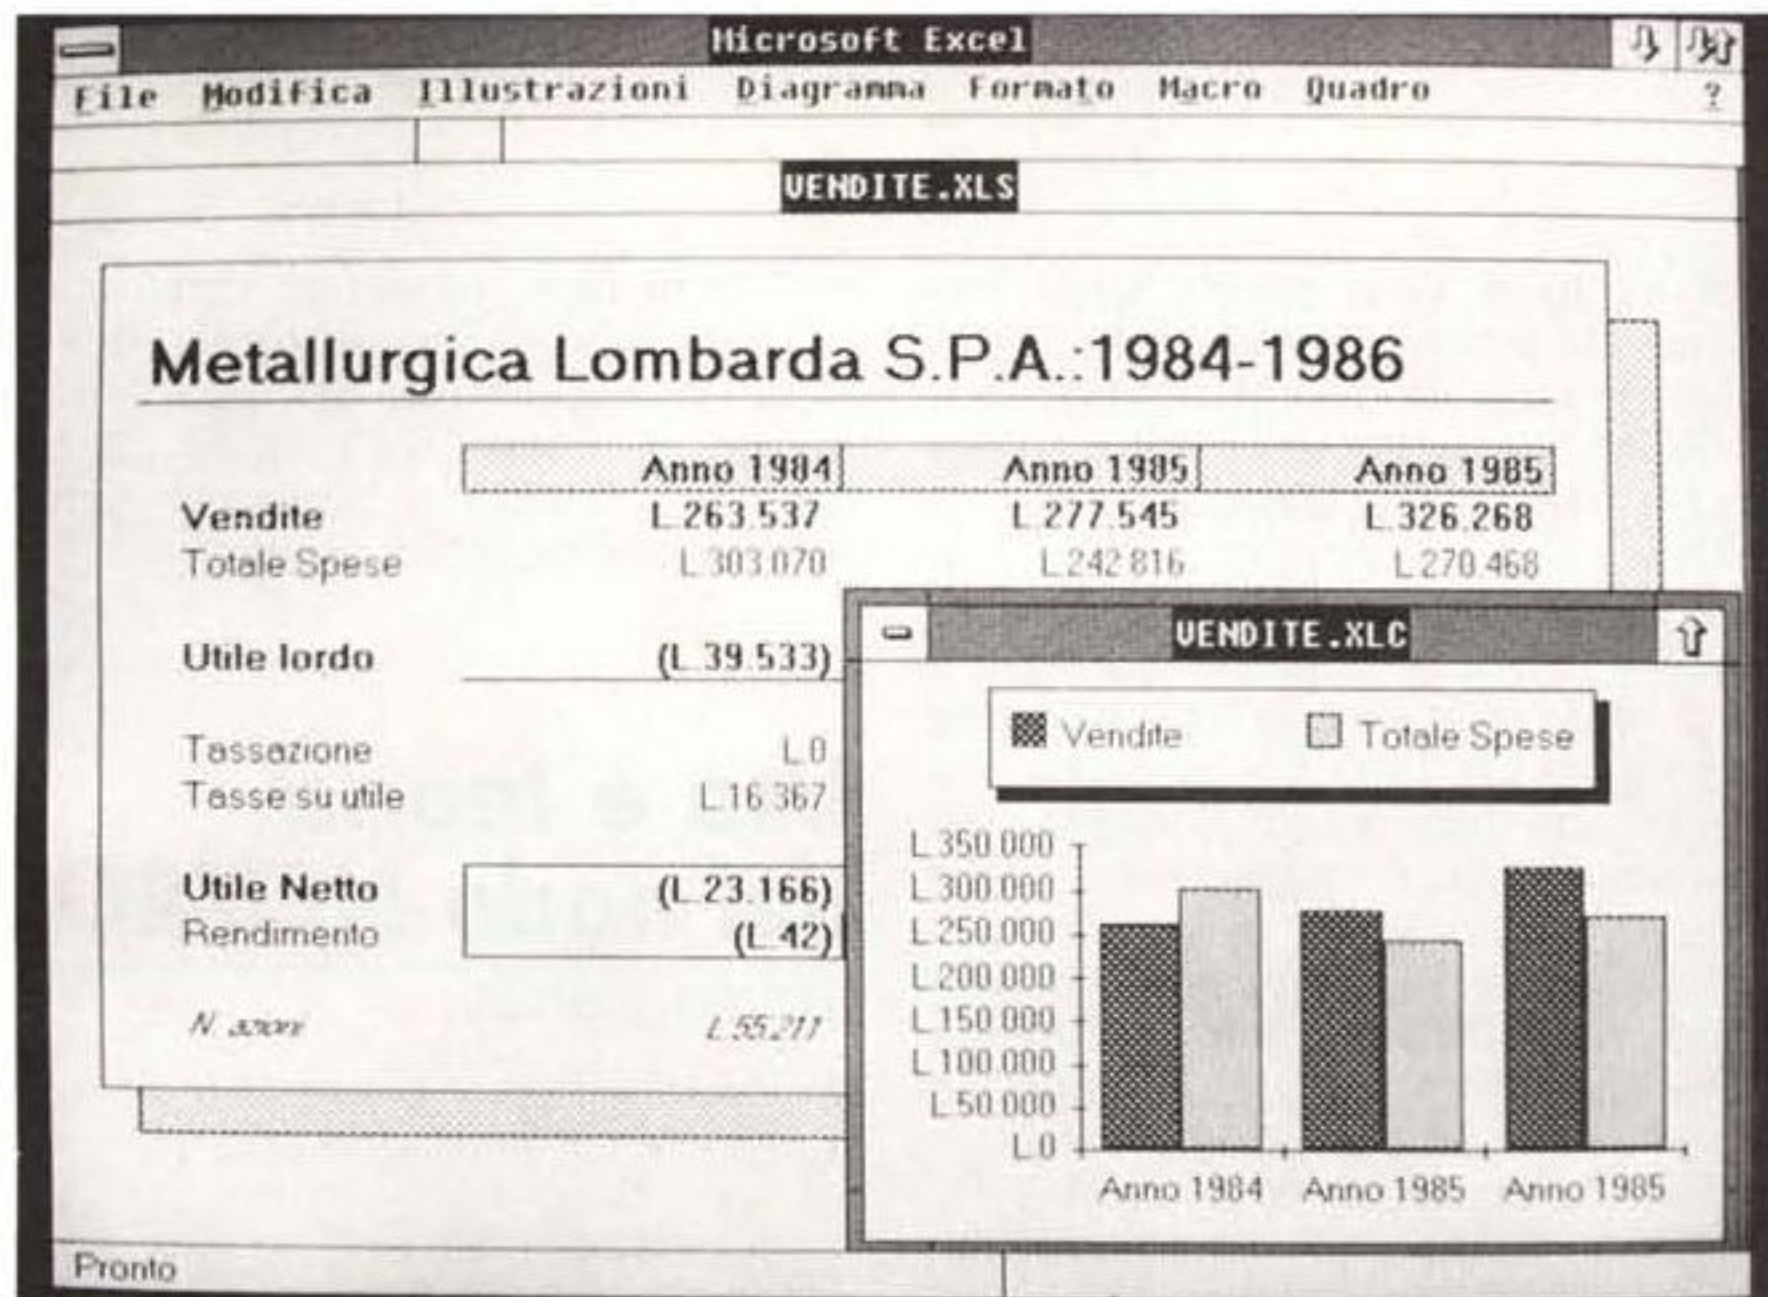 Microsoft Excel
File Modifica Illustrazioni Diagramma Formato Macro Quadro ?
VENDITE.XLS
Metallurgica Lombarda S.P.A.:1984-1986
Anno 1984 Anno 1985 Anno 1985
Vendite L.263.537 L.277.545 L.326.268
Totale Spese L.303.070 L.242.816 L.270.468
Utile lordo (L.39.533)
Tassazione L.0
Tasse su utile L.16.367
Utile Netto (L.23.166)
Rendimento (L.42)
N. azioni L.55.211
VENDITE.XLC
Vendite Totale Spese
L.350.000
L.300.000
L.250.000
L.200.000
L.150.000
L.100.000
L.50.000
L.0
Anno 1984 Anno 1985 Anno 1985
Pronto